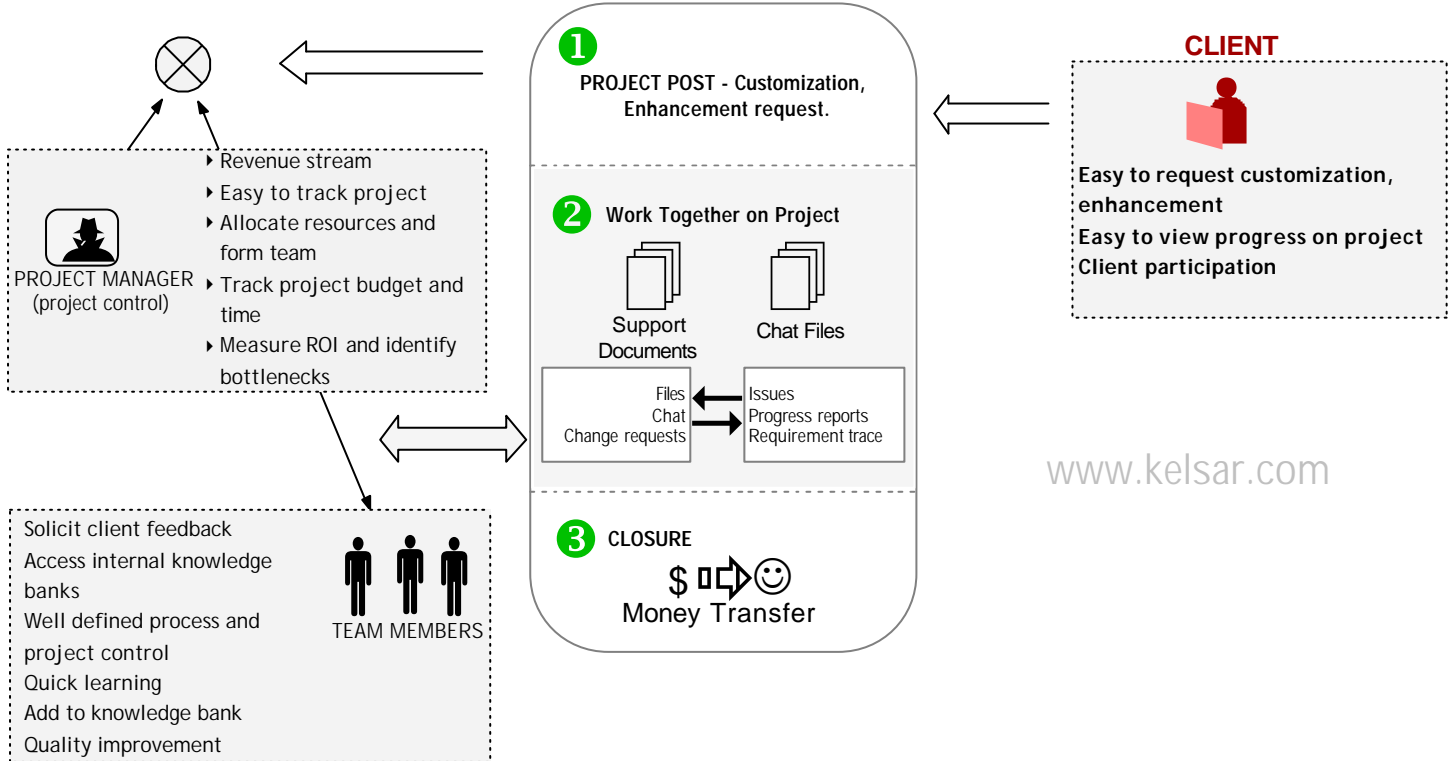 1
PROJECT POST - Customization,
Enhancement request.
CLIENT
Easy to request customization,
enhancement
Easy to view progress on project
Client participation
PROJECT MANAGER
(project control)
Revenue stream
Easy to track project
Allocate resources and
form team
Track project budget and
time
Measure ROI and identify
bottlenecks
2
Work Together on Project
Support
Documents
Chat Files
Files
Chat
Change requests
Issues
Progress reports
Requirement trace
www.kelsar.com
Solicit client feedback
Access internal knowledge
banks
Well defined process and
project control
Quick learning
Add to knowledge bank
Quality improvement
TEAM MEMBERS
3
CLOSURE
$
Money Transfer